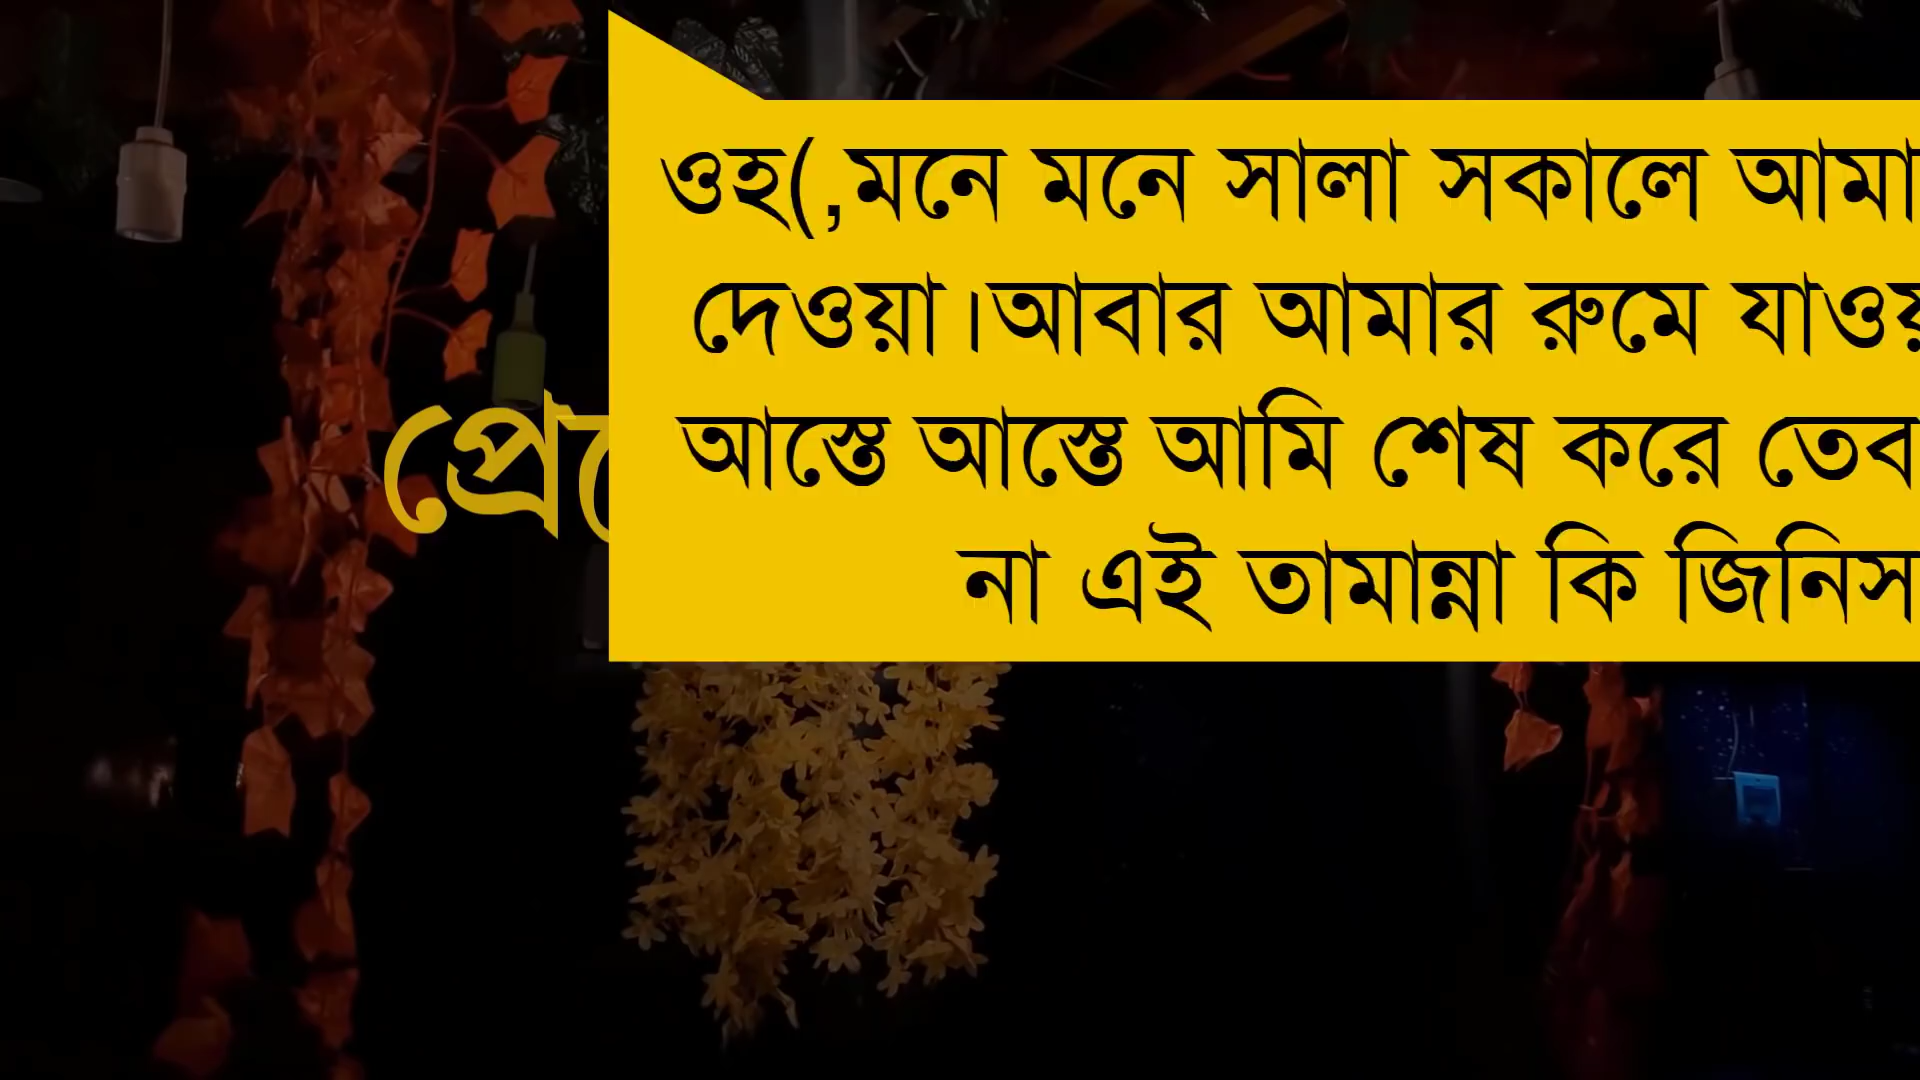 ওহ(,মনে মনে সালা সকালে আমা
দেওয়া।আবার আমার রুমে যাওয়
আস্তে আস্তে আমি শেষ করে তেব
না এই তামান্না কি জিনিস
প্রে